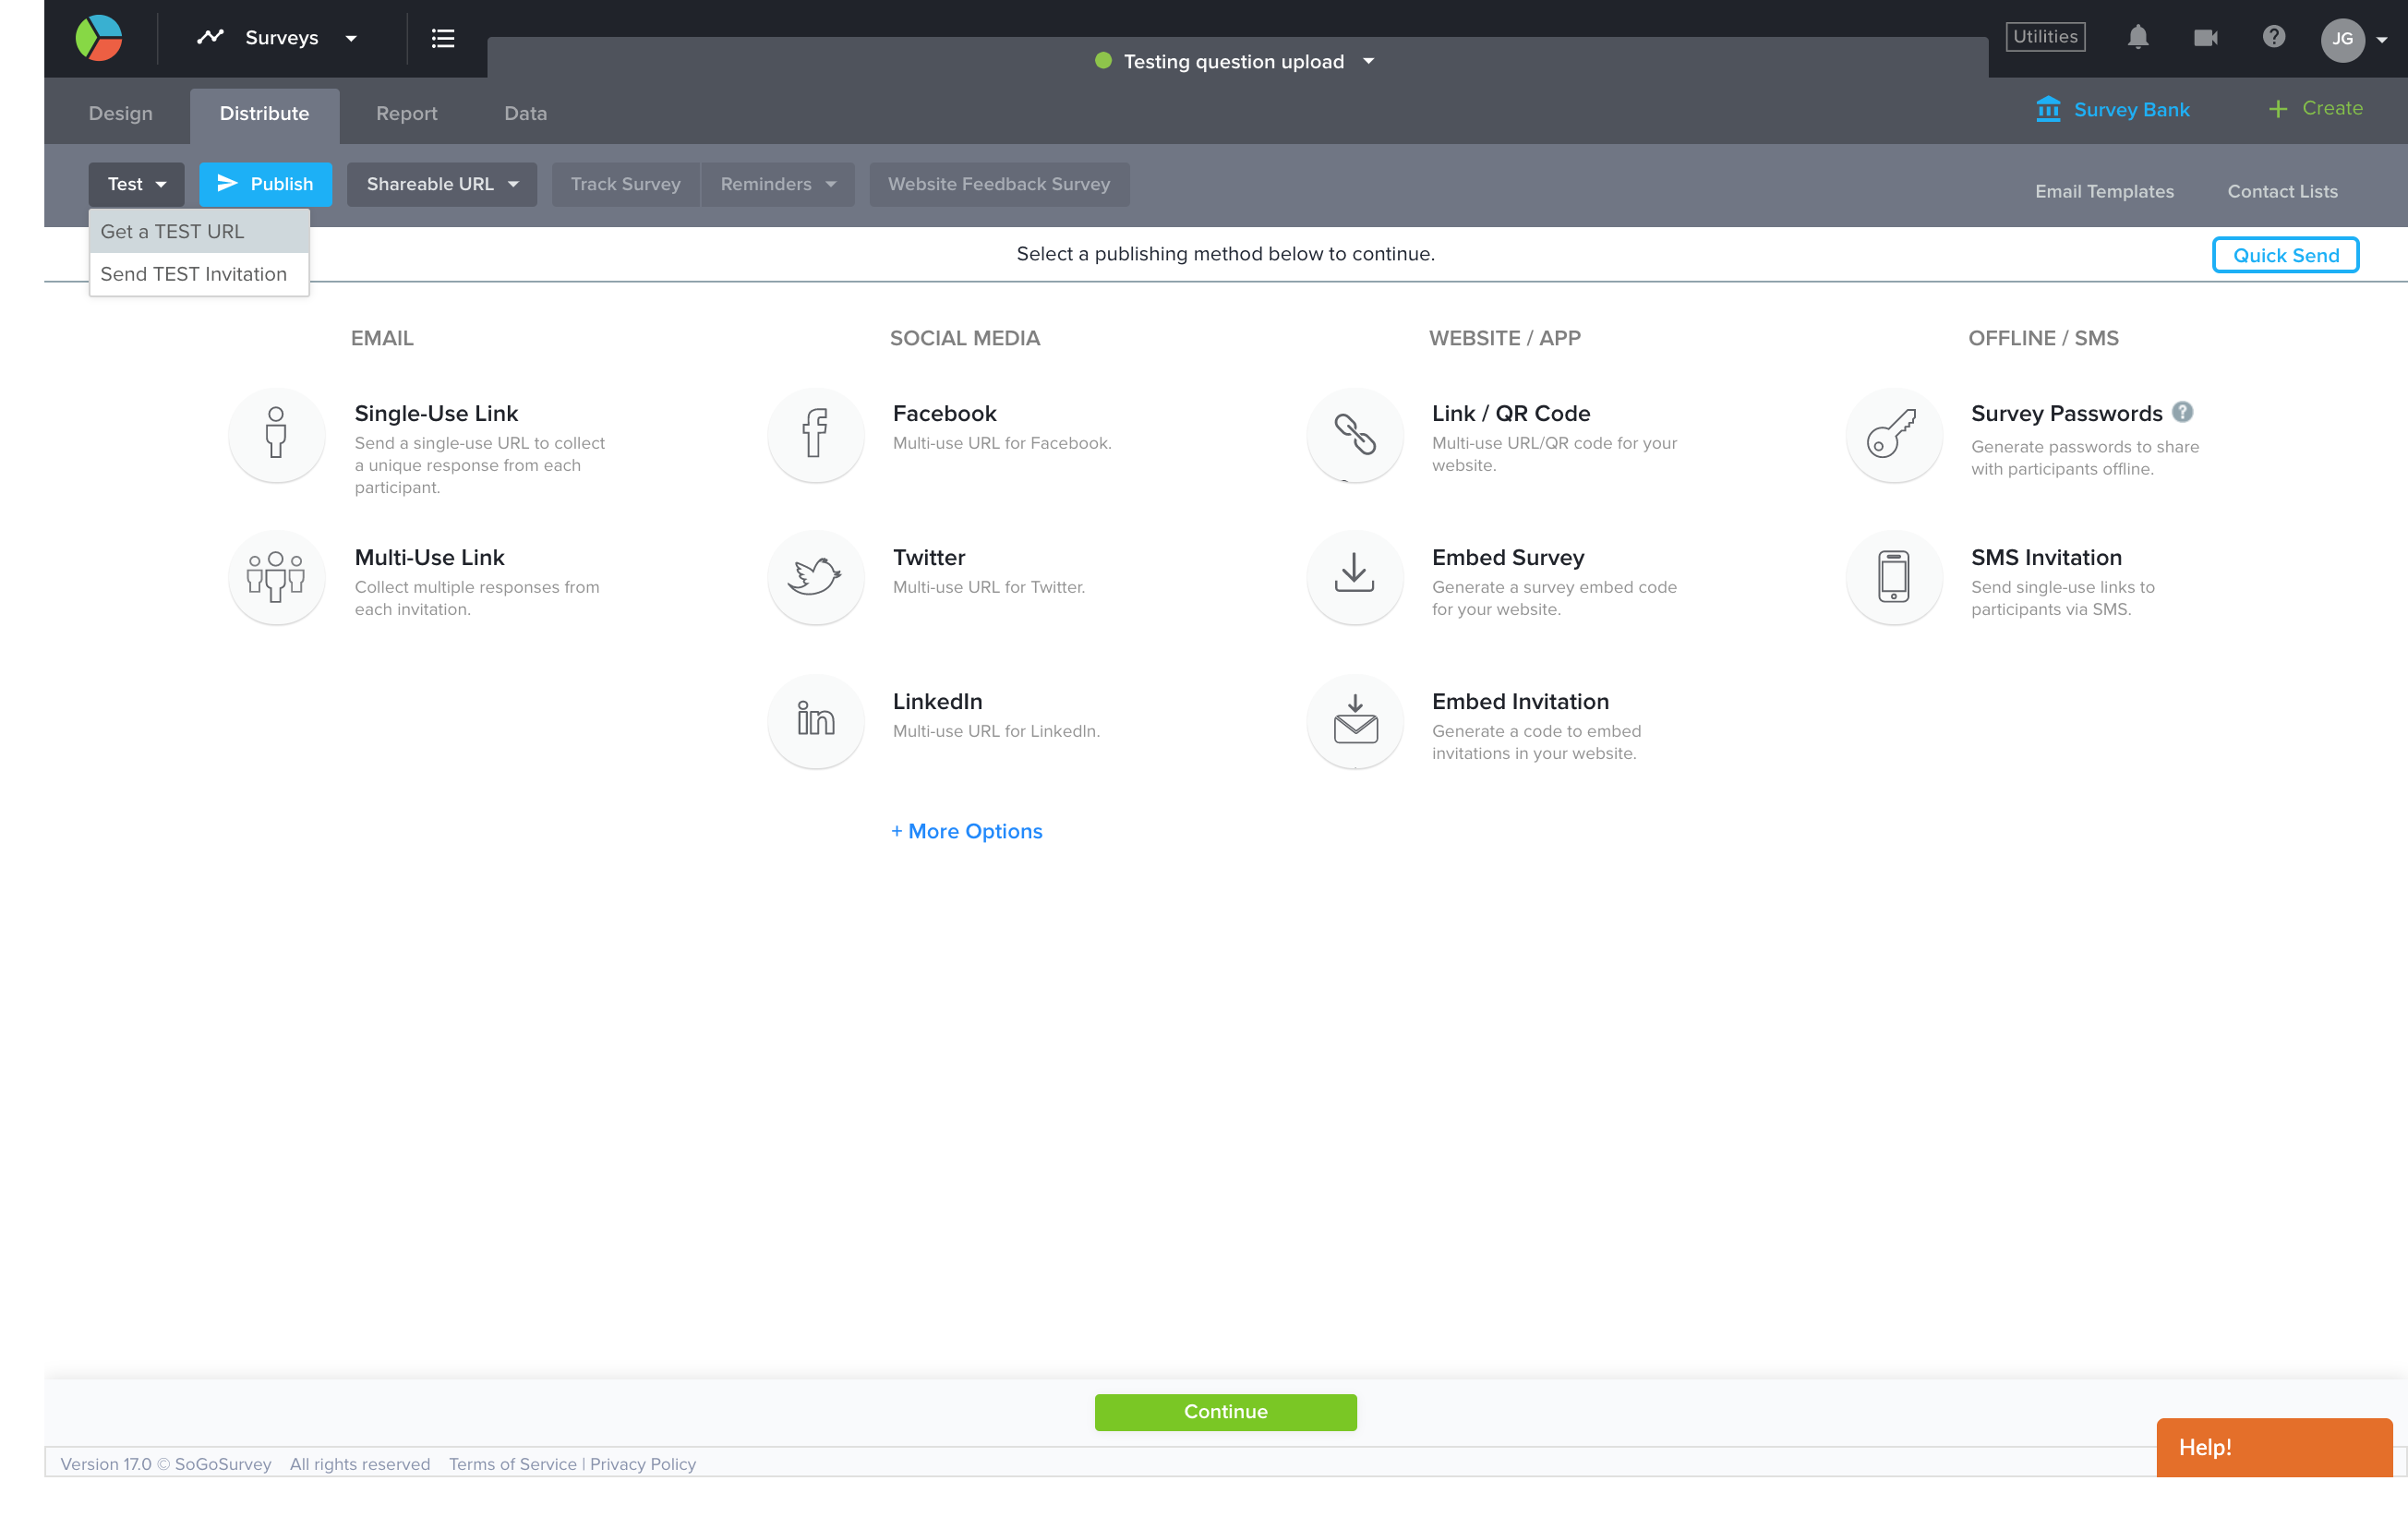 Surveys
Testing question upload
Utilities
JG
Design
Distribute
Report
Data
Survey Bank
+ Create
Test
Publish
Shareable URL
Track Survey
Reminders
Website Feedback Survey
Email Templates
Contact Lists
Get a TEST URL
Send TEST Invitation
Select a publishing method below to continue.
Quick Send
EMAIL
Single-Use Link
Send a single-use URL to collect
a unique response from each
participant.
Multi-Use Link
Collect multiple responses from
each invitation.
SOCIAL MEDIA
Facebook
Multi-use URL for Facebook.
Twitter
Multi-use URL for Twitter.
in
LinkedIn
Multi-use URL for LinkedIn.
+ More Options
WEBSITE / APP
Link / QR Code
Multi-use URL/QR code for your
website.
Embed Survey
Generate a survey embed code
for your website.
Embed Invitation
Generate a code to embed
invitations in your website.
OFFLINE / SMS
Survey Passwords ?
Generate passwords to share
with participants offline.
SMS Invitation
Send single-use links to
participants via SMS.
Continue
Help!
Version 17.0 © SoGoSurvey All rights reserved Terms of Service | Privacy Policy